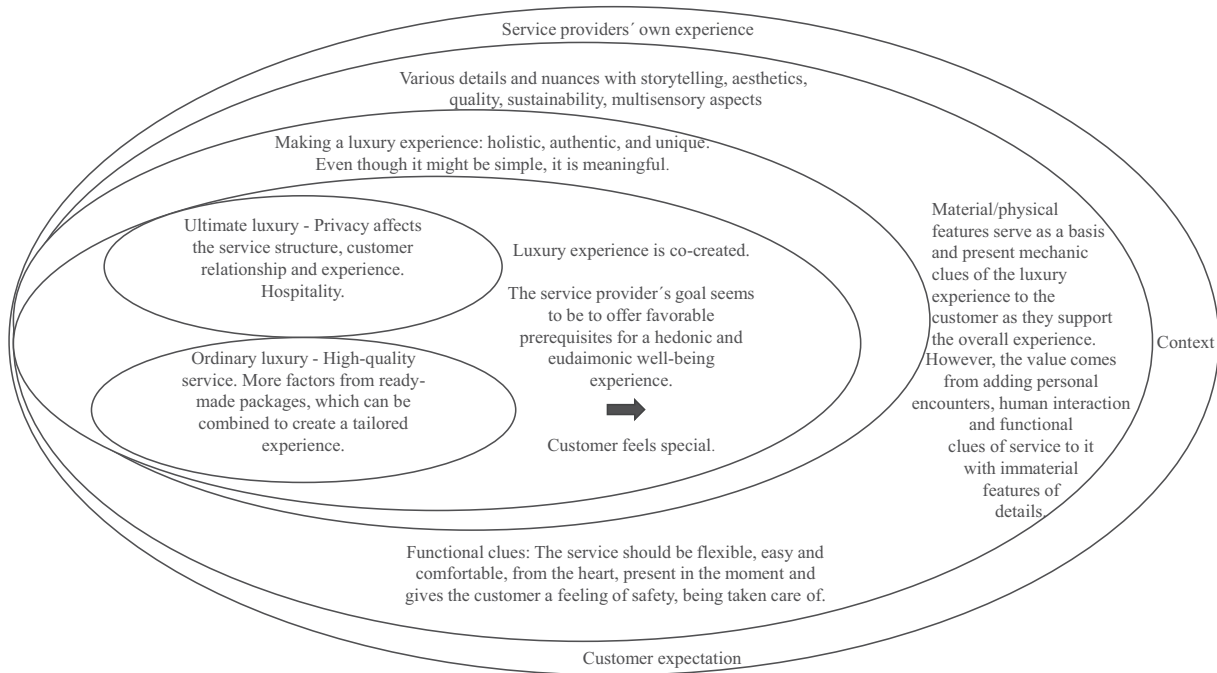 Service providers´ own experience
Various details and nuances with storytelling, aesthetics,
quality, sustainability, multisensory aspects
Making a luxury experience: holistic, authentic, and unique.
Even though it might be simple, it is meaningful.
Ultimate luxury - Privacy affects
the service structure, customer
relationship and experience.
Hospitality.
Ordinary luxury - High-quality
service. More factors from ready-
made packages, which can be
combined to create a tailored
experience.
Luxury experience is co-created.
The service provider´s goal seems
to be to offer favorable
prerequisites for a hedonic and
eudaimonic well-being
experience.
Customer feels special.
Material/physical
features serve as a basis
and present mechanic
clues of the luxury
experience to the
customer as they support
the overall experience.
However, the value comes
from adding personal
encounters, human interaction
and functional
clues of service to it
with immaterial
features of
details.
Context
Functional clues: The service should be flexible, easy and
comfortable, from the heart, present in the moment and
gives the customer a feeling of safety, being taken care of.
Customer expectation